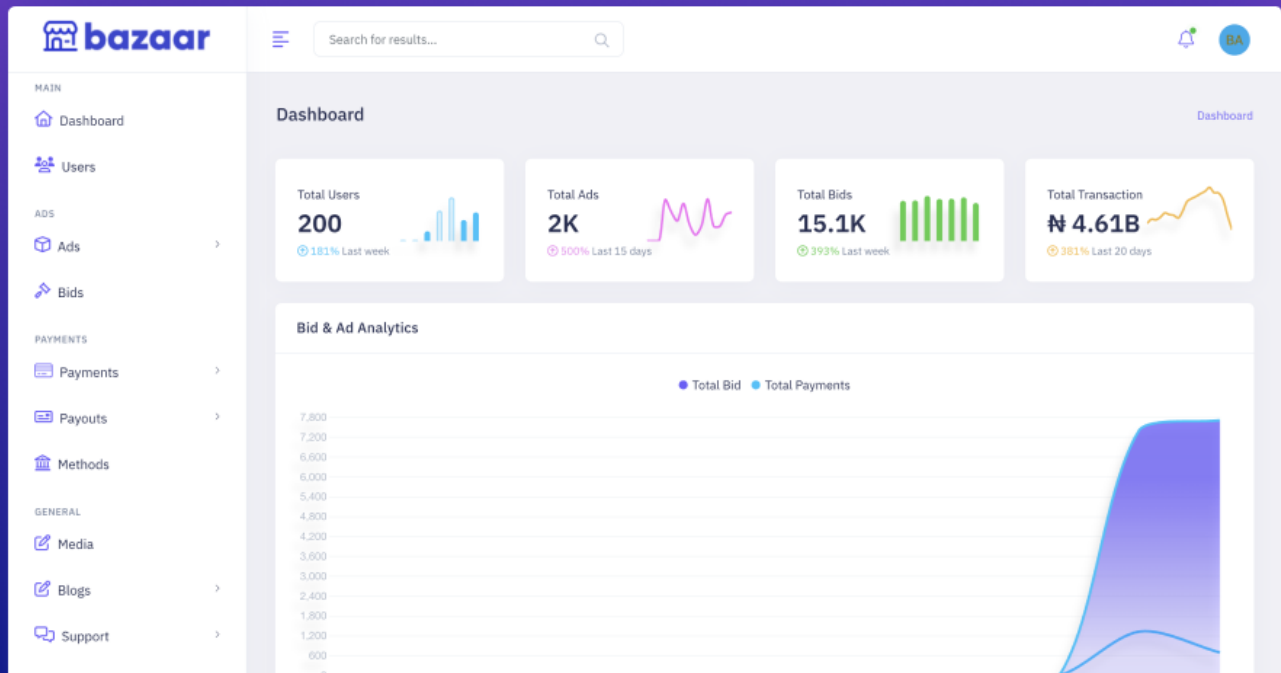 bazaar
Search for results...
BA
MAIN
Dashboard
Users
ADS
Ads
Bids
PAYMENTS
Payments
Payouts
Methods
GENERAL
Media
Blogs
Support
Dashboard
Dashboard
Total Users
200
181% Last week
Total Ads
2K
500% Last 15 days
Total Bids
15.1K
393% Last week
Total Transaction
₦ 4.61B
381% Last 20 days
Bid & Ad Analytics
Total Bid Total Payments
7,800
7,200
6,600
6,000
5,400
4,800
4,200
3,600
3,000
2,400
1,800
1,200
600